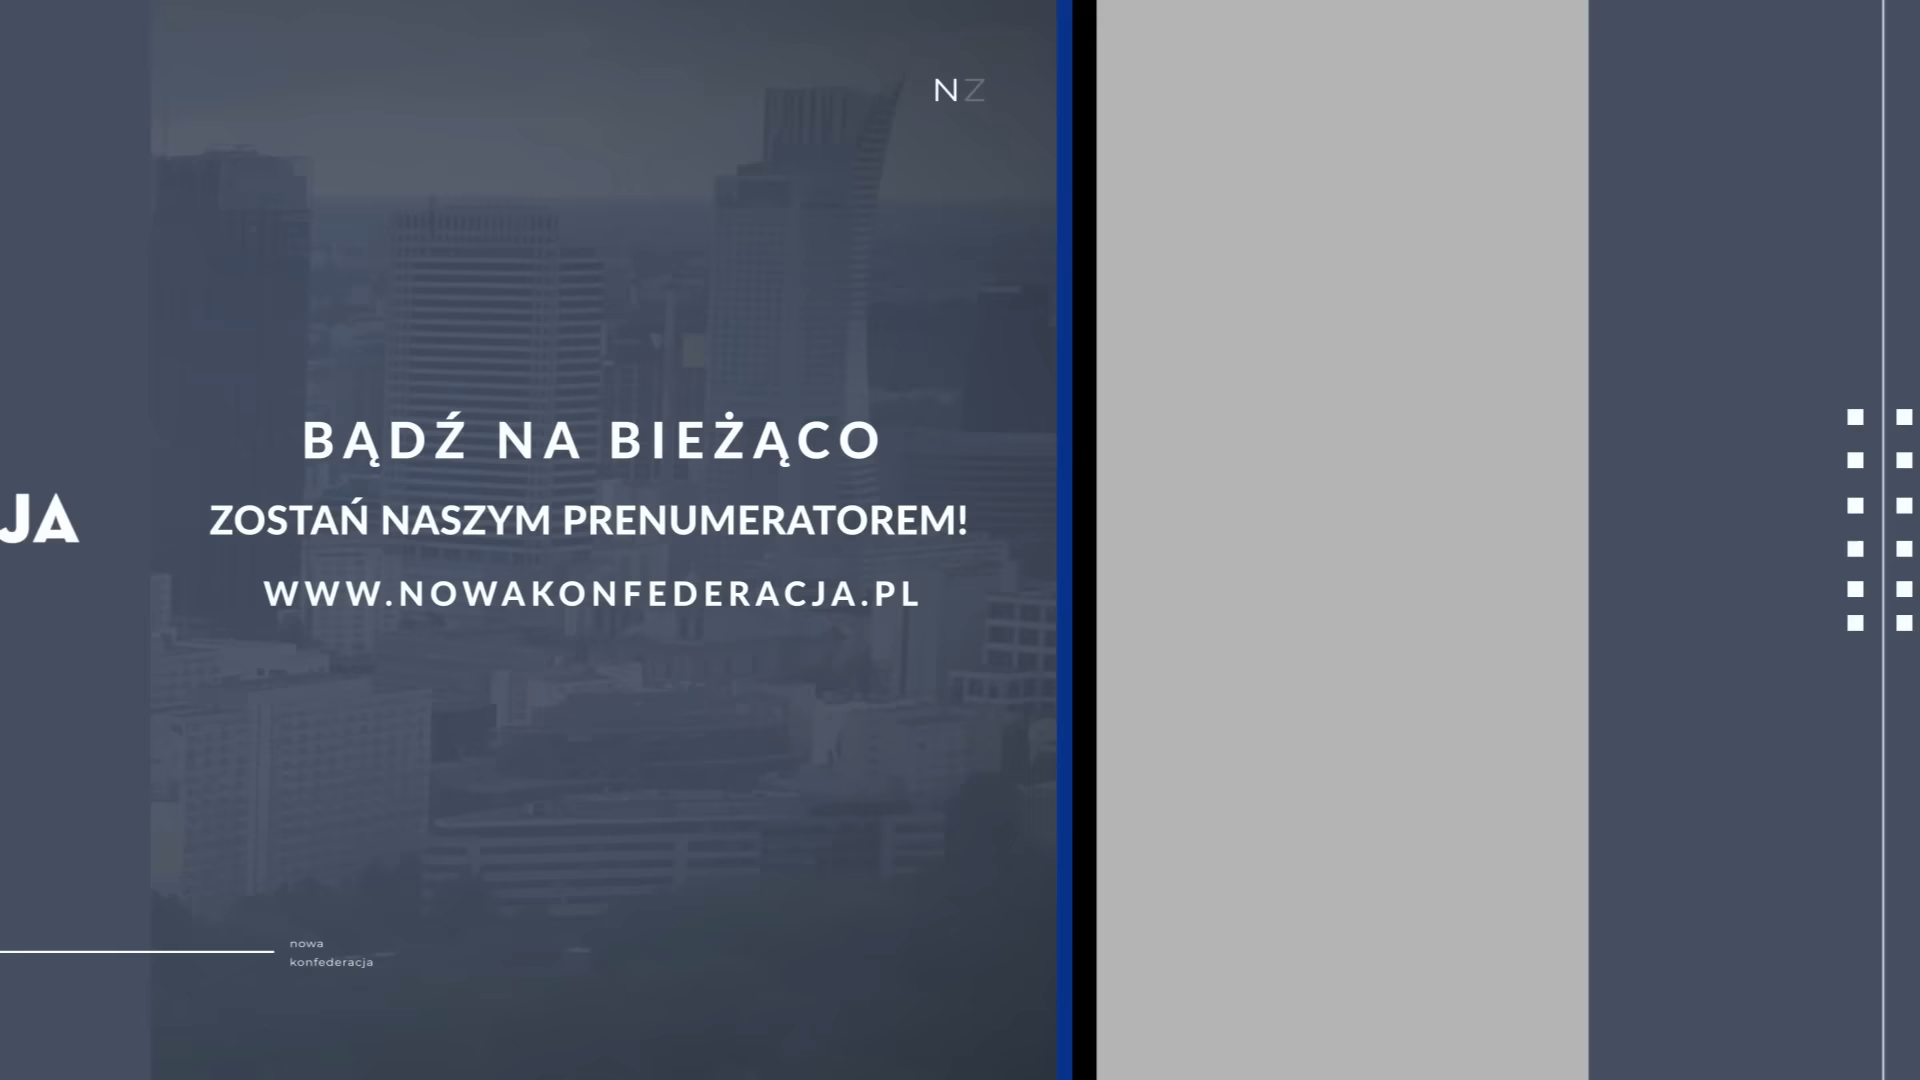 NZ
BĄDŹ NA BIEŻĄCO
JA
ZOSTAŃ NASZYM PRENUMERATOREM!
WWW.NOWAKONFEDERACJA.PL
nowa
konfederacja